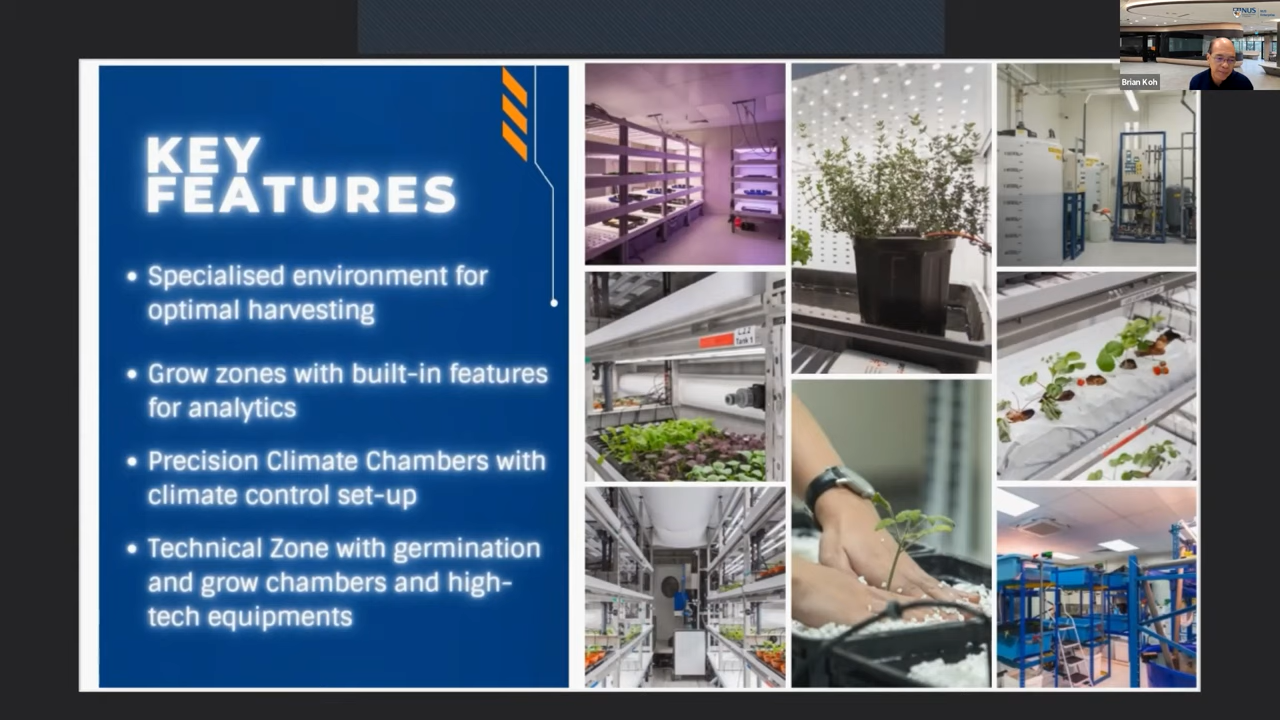 KEY
FEATURES
• Specialised environment for
optimal harvesting
• Grow zones with built-in features
for analytics
• Precision Climate Chambers with
climate control set-up
• Technical Zone with germination
and grow chambers and high-
tech equipments
Tank 1
NUS
Brian Koh